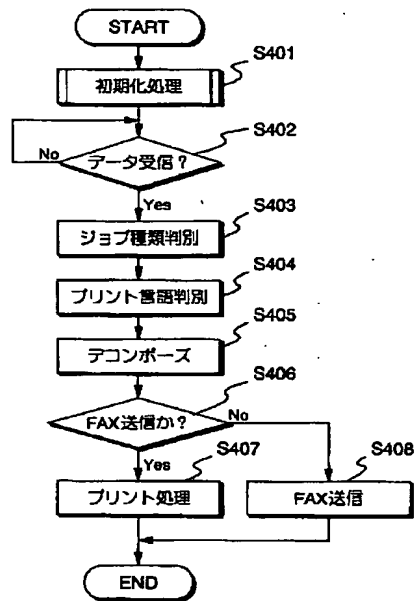 START
S401
初期化処理
S402
No
データ受信？
Yes
S403
ジョブ種類判別
S404
プリント言語判別
S405
デコンポーズ
S406
FAX送信か？
No
Yes
S407
プリント処理
S408
FAX送信
END